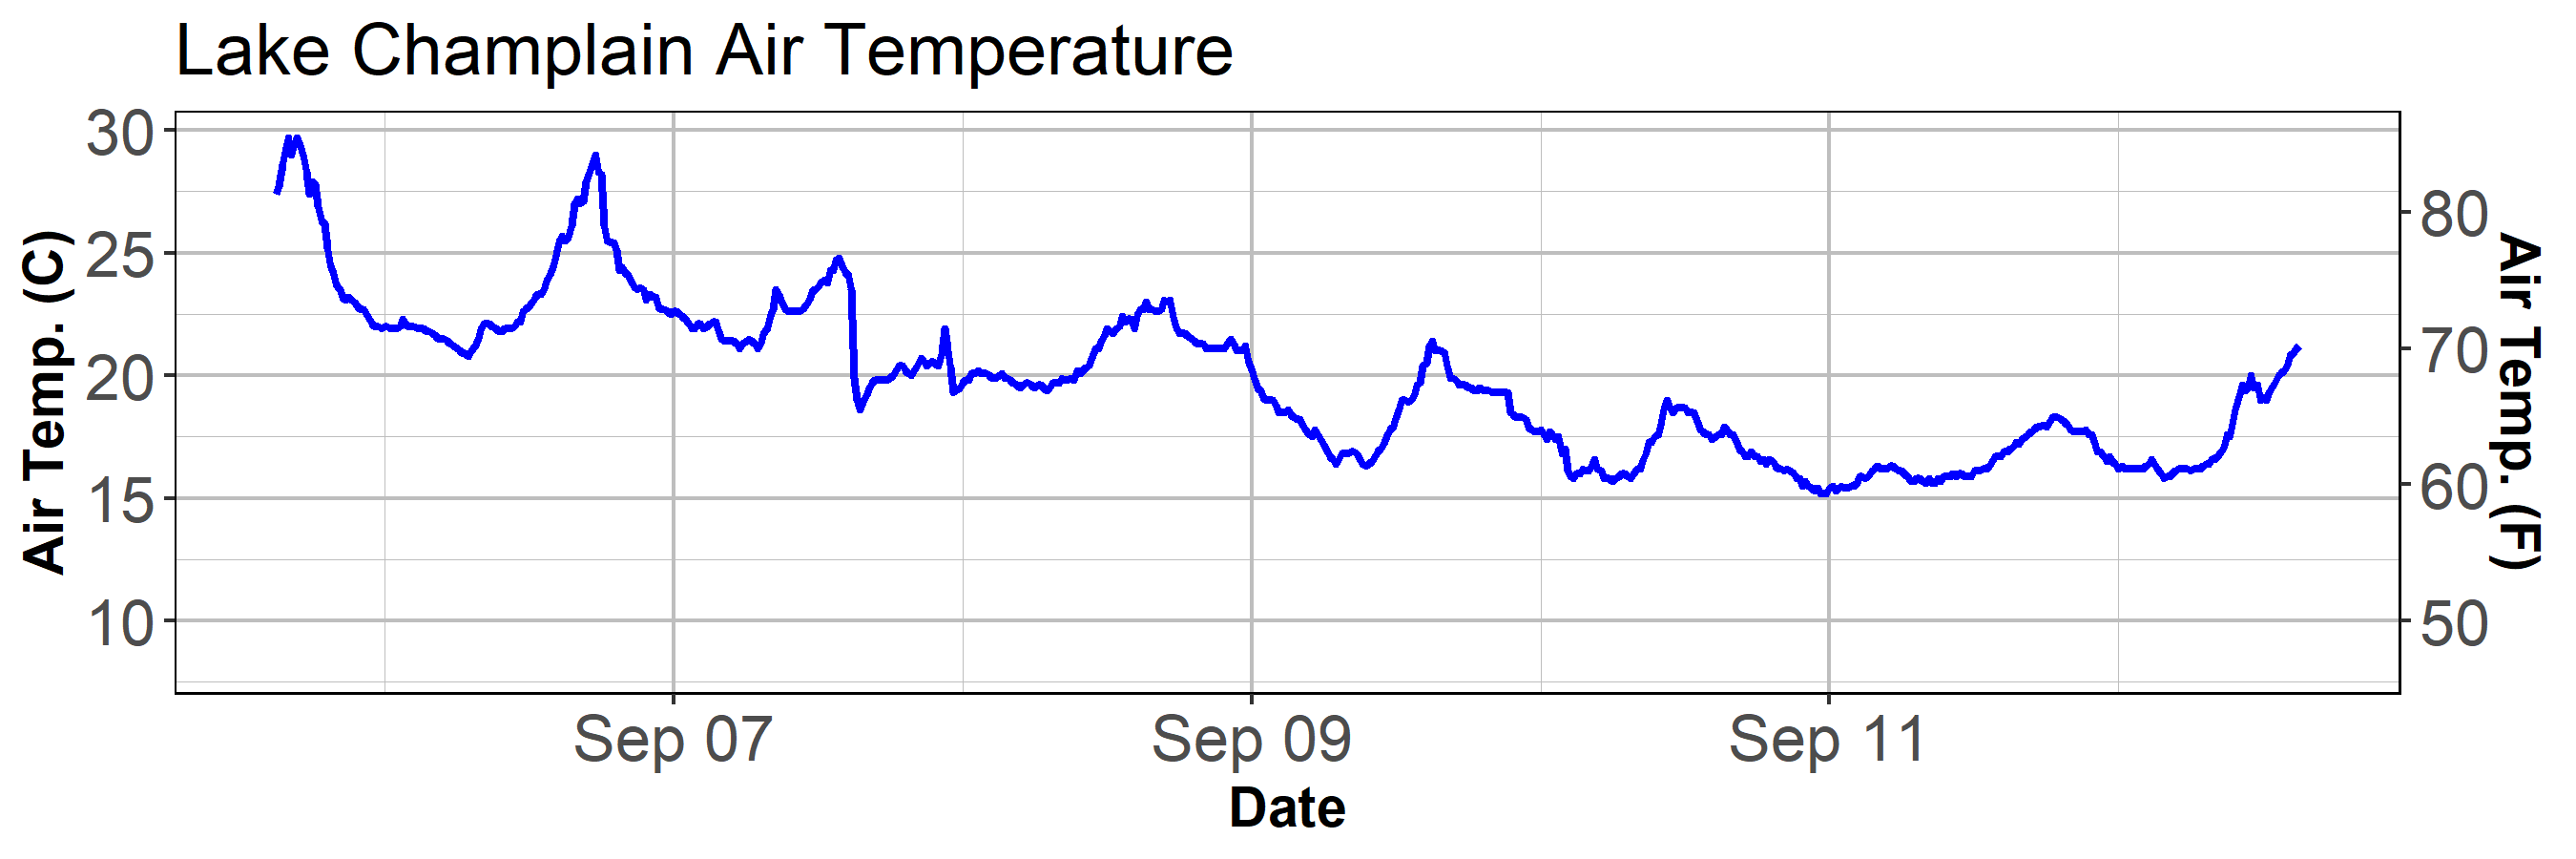 Lake Champlain Air Temperature
30
25
20
15
10
Air Temp. (C)
80
70
60
50
Air Temp. (F)
Sep 07
Sep 09
Sep 11
Date